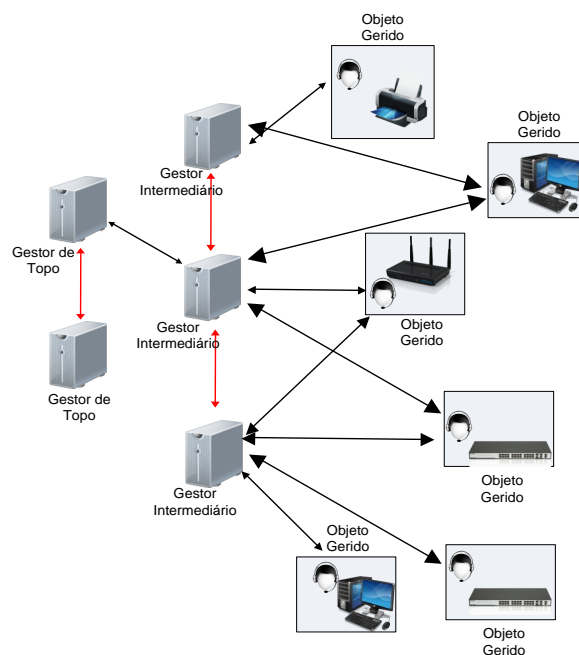 Objeto
Gerido
Objeto
Gerido
Gestor
Intermediário
Gestor de
Topo
Gestor
Intermediário
Objeto
Gerido
Gestor de
Topo
Gestor
Intermediário
Objeto
Gerido
Objeto
Gerido
Objeto
Gerido